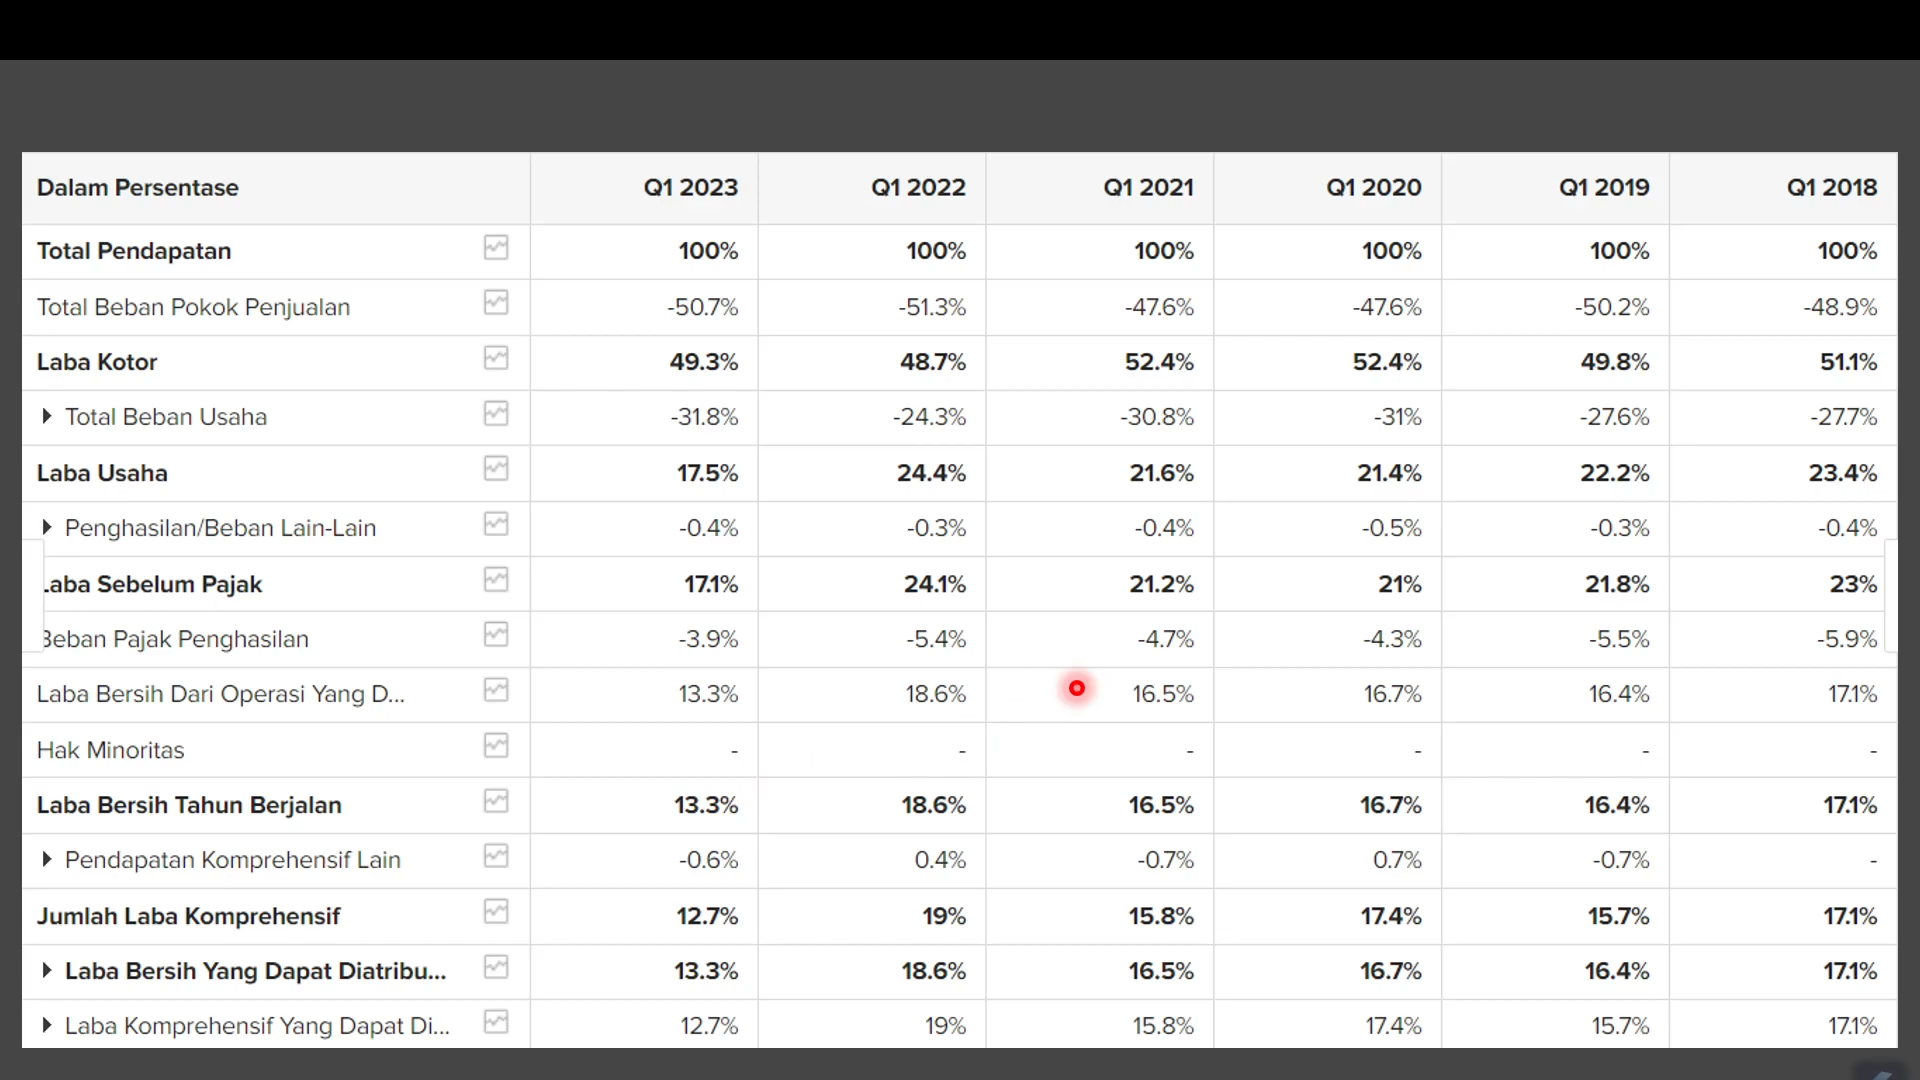 Dalam Persentase Q1 2023 Q1 2022 Q1 2021 Q1 2020 Q1 2019 Q1 2018
Total Pendapatan 100% 100% 100% 100% 100% 100%
Total Beban Pokok Penjualan -50.7% -51.3% -47.6% -47.6% -50.2% -48.9%
Laba Kotor 49.3% 48.7% 52.4% 52.4% 49.8% 51.1%
Total Beban Usaha -31.8% -24.3% -30.8% -31% -27.6% -27.7%
Laba Usaha 17.5% 24.4% 21.6% 21.4% 22.2% 23.4%
Penghasilan/Beban Lain-Lain -0.4% -0.3% -0.4% -0.5% -0.3% -0.4%
Laba Sebelum Pajak 17.1% 24.1% 21.2% 21% 21.8% 23%
Beban Pajak Penghasilan -3.9% -5.4% -4.7% -4.3% -5.5% -5.9%
Laba Bersih Dari Operasi Yang D... 13.3% 18.6% 16.5% 16.7% 16.4% 17.1%
Hak Minoritas - - - - - -
Laba Bersih Tahun Berjalan 13.3% 18.6% 16.5% 16.7% 16.4% 17.1%
Pendapatan Komprehensif Lain -0.6% 0.4% -0.7% 0.7% -0.7% -
Jumlah Laba Komprehensif 12.7% 19% 15.8% 17.4% 15.7% 17.1%
Laba Bersih Yang Dapat Diatribu... 13.3% 18.6% 16.5% 16.7% 16.4% 17.1%
Laba Komprehensif Yang Dapat Di... 12.7% 19% 15.8% 17.4% 15.7% 17.1%